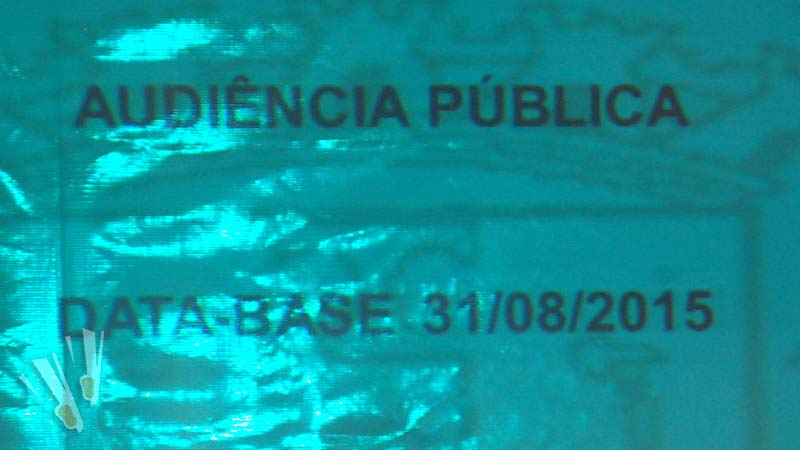 AUDIÊNCIA PÚBLICA
DATA-BASE 31/08/2015